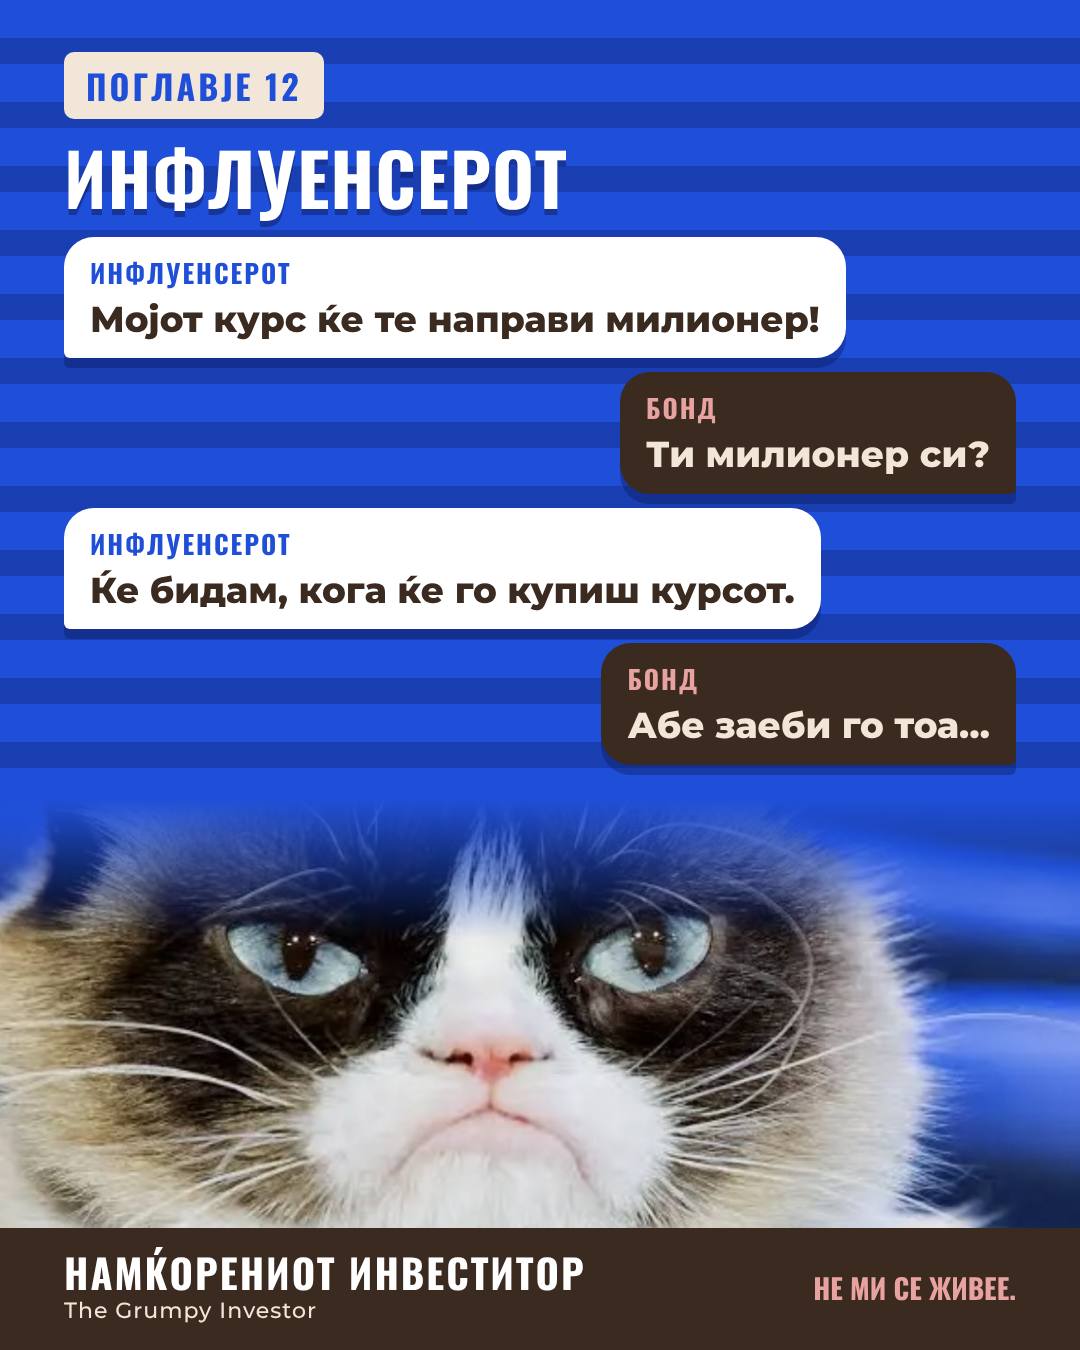 ПОГЛАВЈЕ 12
ИНФЛУЕНСЕРОТ
ИНФЛУЕНСЕРОТ
Мојот курс ќе те направи милионер!
БОНД
Ти милионер си?
ИНФЛУЕНСЕРОТ
Ќе бидам, кога ќе го купиш курсот.
БОНД
Абе заеби го тоа...
НАМЌОРЕНИОТ ИНВЕСТИТОР
The Grumpy Investor
НЕ МИ СЕ ЖИВЕЕ.